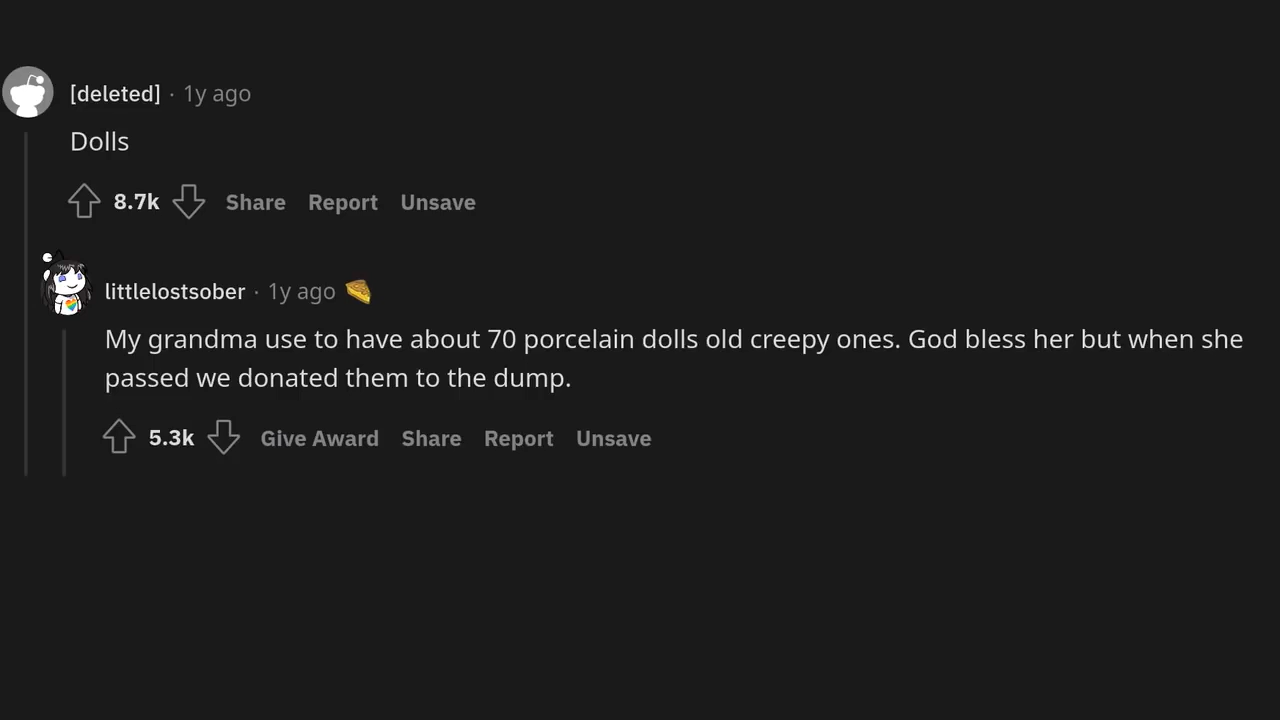 [deleted] · 1y ago
Dolls
8.7k Share Report Unsave
littlelostsober · 1y ago
My grandma use to have about 70 porcelain dolls old creepy ones. God bless her but when she
passed we donated them to the dump.
5.3k Give Award Share Report Unsave